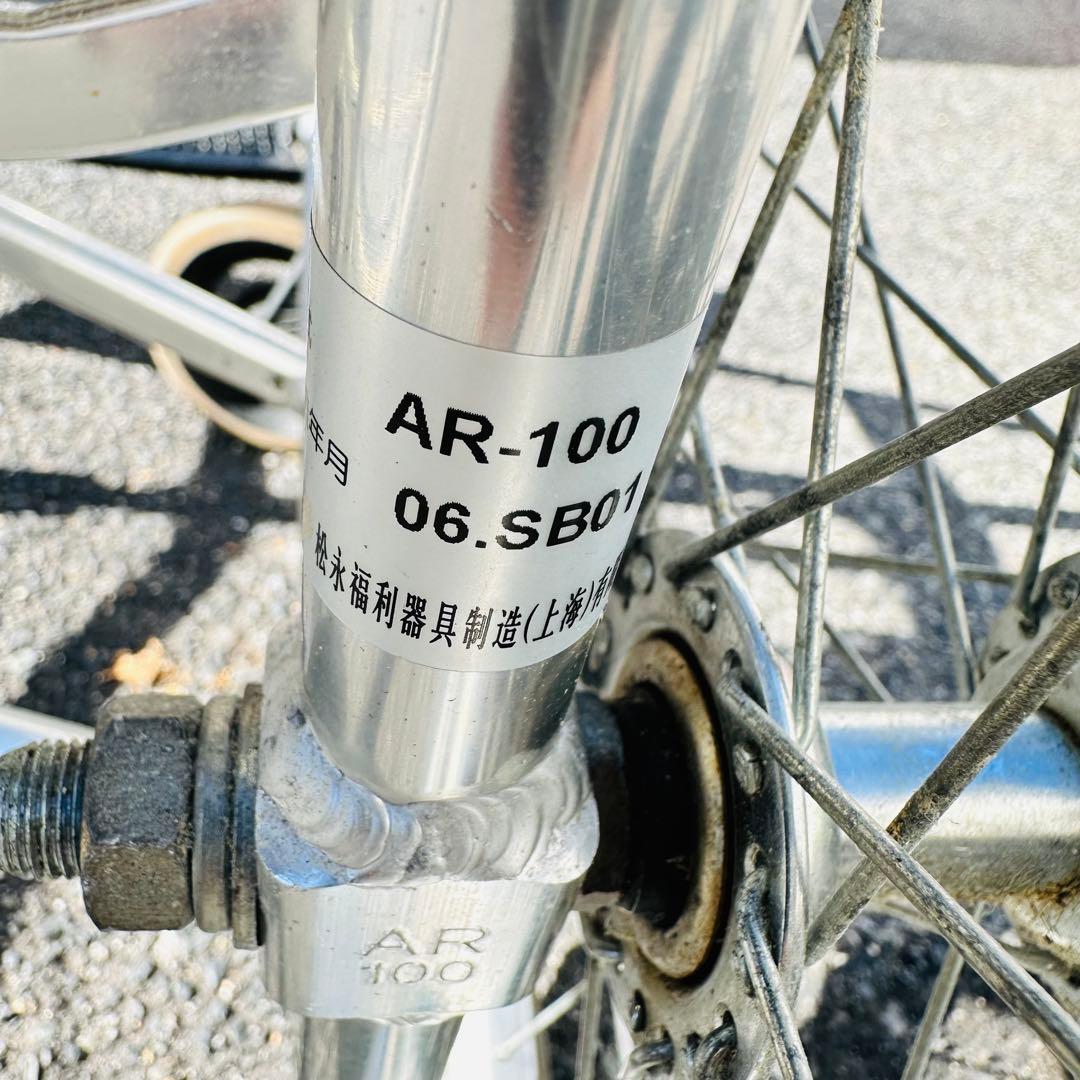 AR-100
年月
06.SB01
松永福利器具制造(上海)有
AR
100